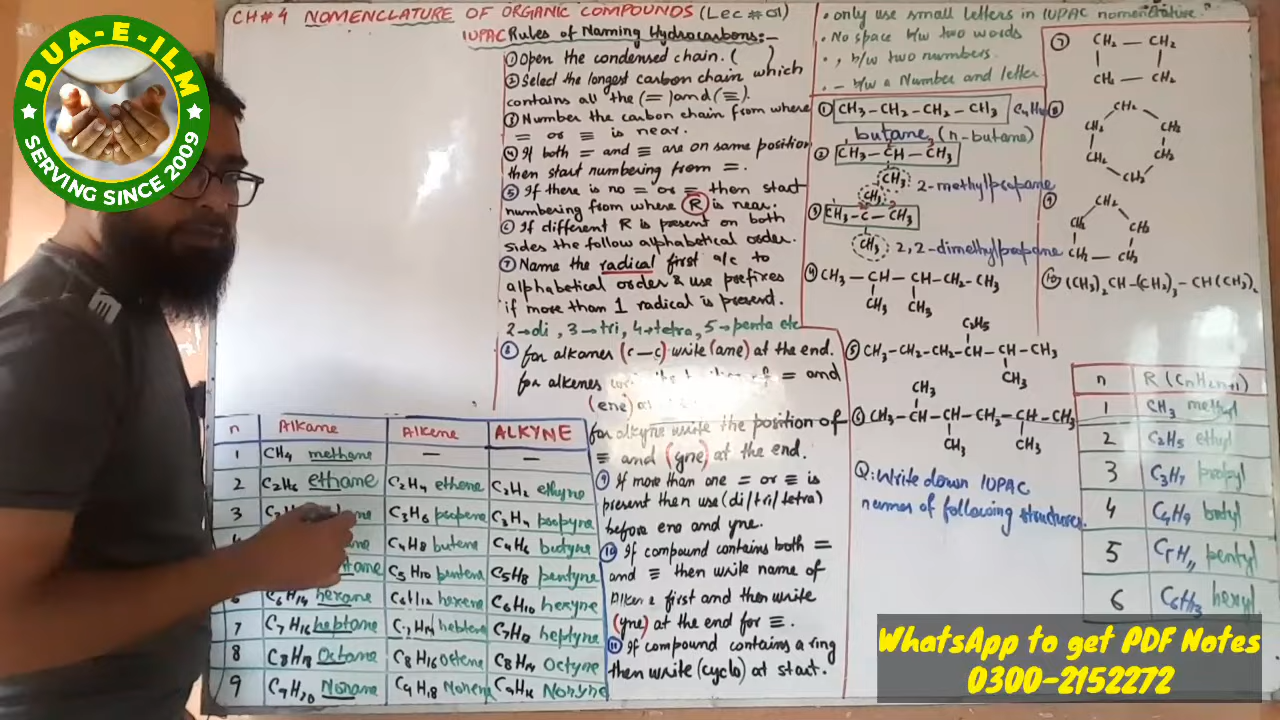 DUA-E-ILM
SERVING SINCE 2009
CH#4 NOMENCLATURE OF ORGANIC COMPOUNDS (Lec #01)
IUPAC Rules of Naming Hydrocarbons:-
① Open the condensed chain. ( )
② Select the longest carbon chain which
contains all the (=) and (≡).
③ Number the carbon chain from where
= or ≡ is near.
④ If both = and ≡ are on same position
then start numbering from =.
⑤ If there is no = or ≡ then start
numbering from where R is near.
⑥ If different R is present on both
sides the follow alphabetical order.
⑦ Name the radical first a/c to
alphabetical order & use prefixes
if more than 1 radical is present.
2→di, 3→tri, 4→tetra, 5→penta etc
⑧ for alkanes (c-c) write (ane) at the end.
for alkenes = and
(ene)
for alkyne write the position of
≡ and (yne) at the end.
⑨ If more than one = or ≡ is
present then use (di/tri/tetra)
before ene and yne.
⑩ If compound contains both =
and ≡ then write name of
Alkene first and then write
(yne) at the end for ≡.
⑪ If compound contains a ring
then write (cyclo) at start.
n Alkane Alkene ALKYNE
1 CH4 methane — —
2 C2H6 ethane C2H4 ethene C2H2 ethyne
3 C3H6 propene C3H4 propyne
C4H8 butene C4H6 butyne
C5H10 pentene C5H8 pentyne
6 C6H14 hexane C6H12 hexene C6H10 hexyne
7 C7H16 heptane C7H14 heptene C7H12 heptyne
8 C8H18 Octane C8H16 Octene C8H14 Octyne
9 C9H20 Nonane C9H18 Nonene C9H16 Nonyne
• only use small letters in IUPAC nomenclature.
• No space b/w two words
• , b/w two numbers.
• - b/w a Number and letter.
① CH3-CH2-CH2-CH3
butane, (n-butane)
② CH3-CH-CH3
CH3 2-methylpropane
CH3
③ CH3-C-CH3
CH3 2,2-dimethylpropane
④ CH3-CH-CH-CH2-CH3
CH3 CH3
C2H5
⑤ CH3-CH2-CH2-CH-CH-CH3
CH3
CH3
⑥ CH3-CH-CH-CH2-CH-CH3
CH3 CH3
Q: Write down IUPAC
names of following structures.
⑦ CH2-CH2
CH2-CH2
⑧ CH2
CH2 CH2
CH2 CH2
CH2
⑨ CH2
CH2 CH2
CH2-CH2
⑩ (CH3)2CH-(CH2)3-CH(CH3)2
n R (CnH2n+1)
1 CH3 methyl
2 C2H5 ethyl
3 C3H7 propyl
4 C4H9 butyl
5 C5H11 pentyl
6 C6H13 hexyl
WhatsApp to get PDF Notes
0300-2152272